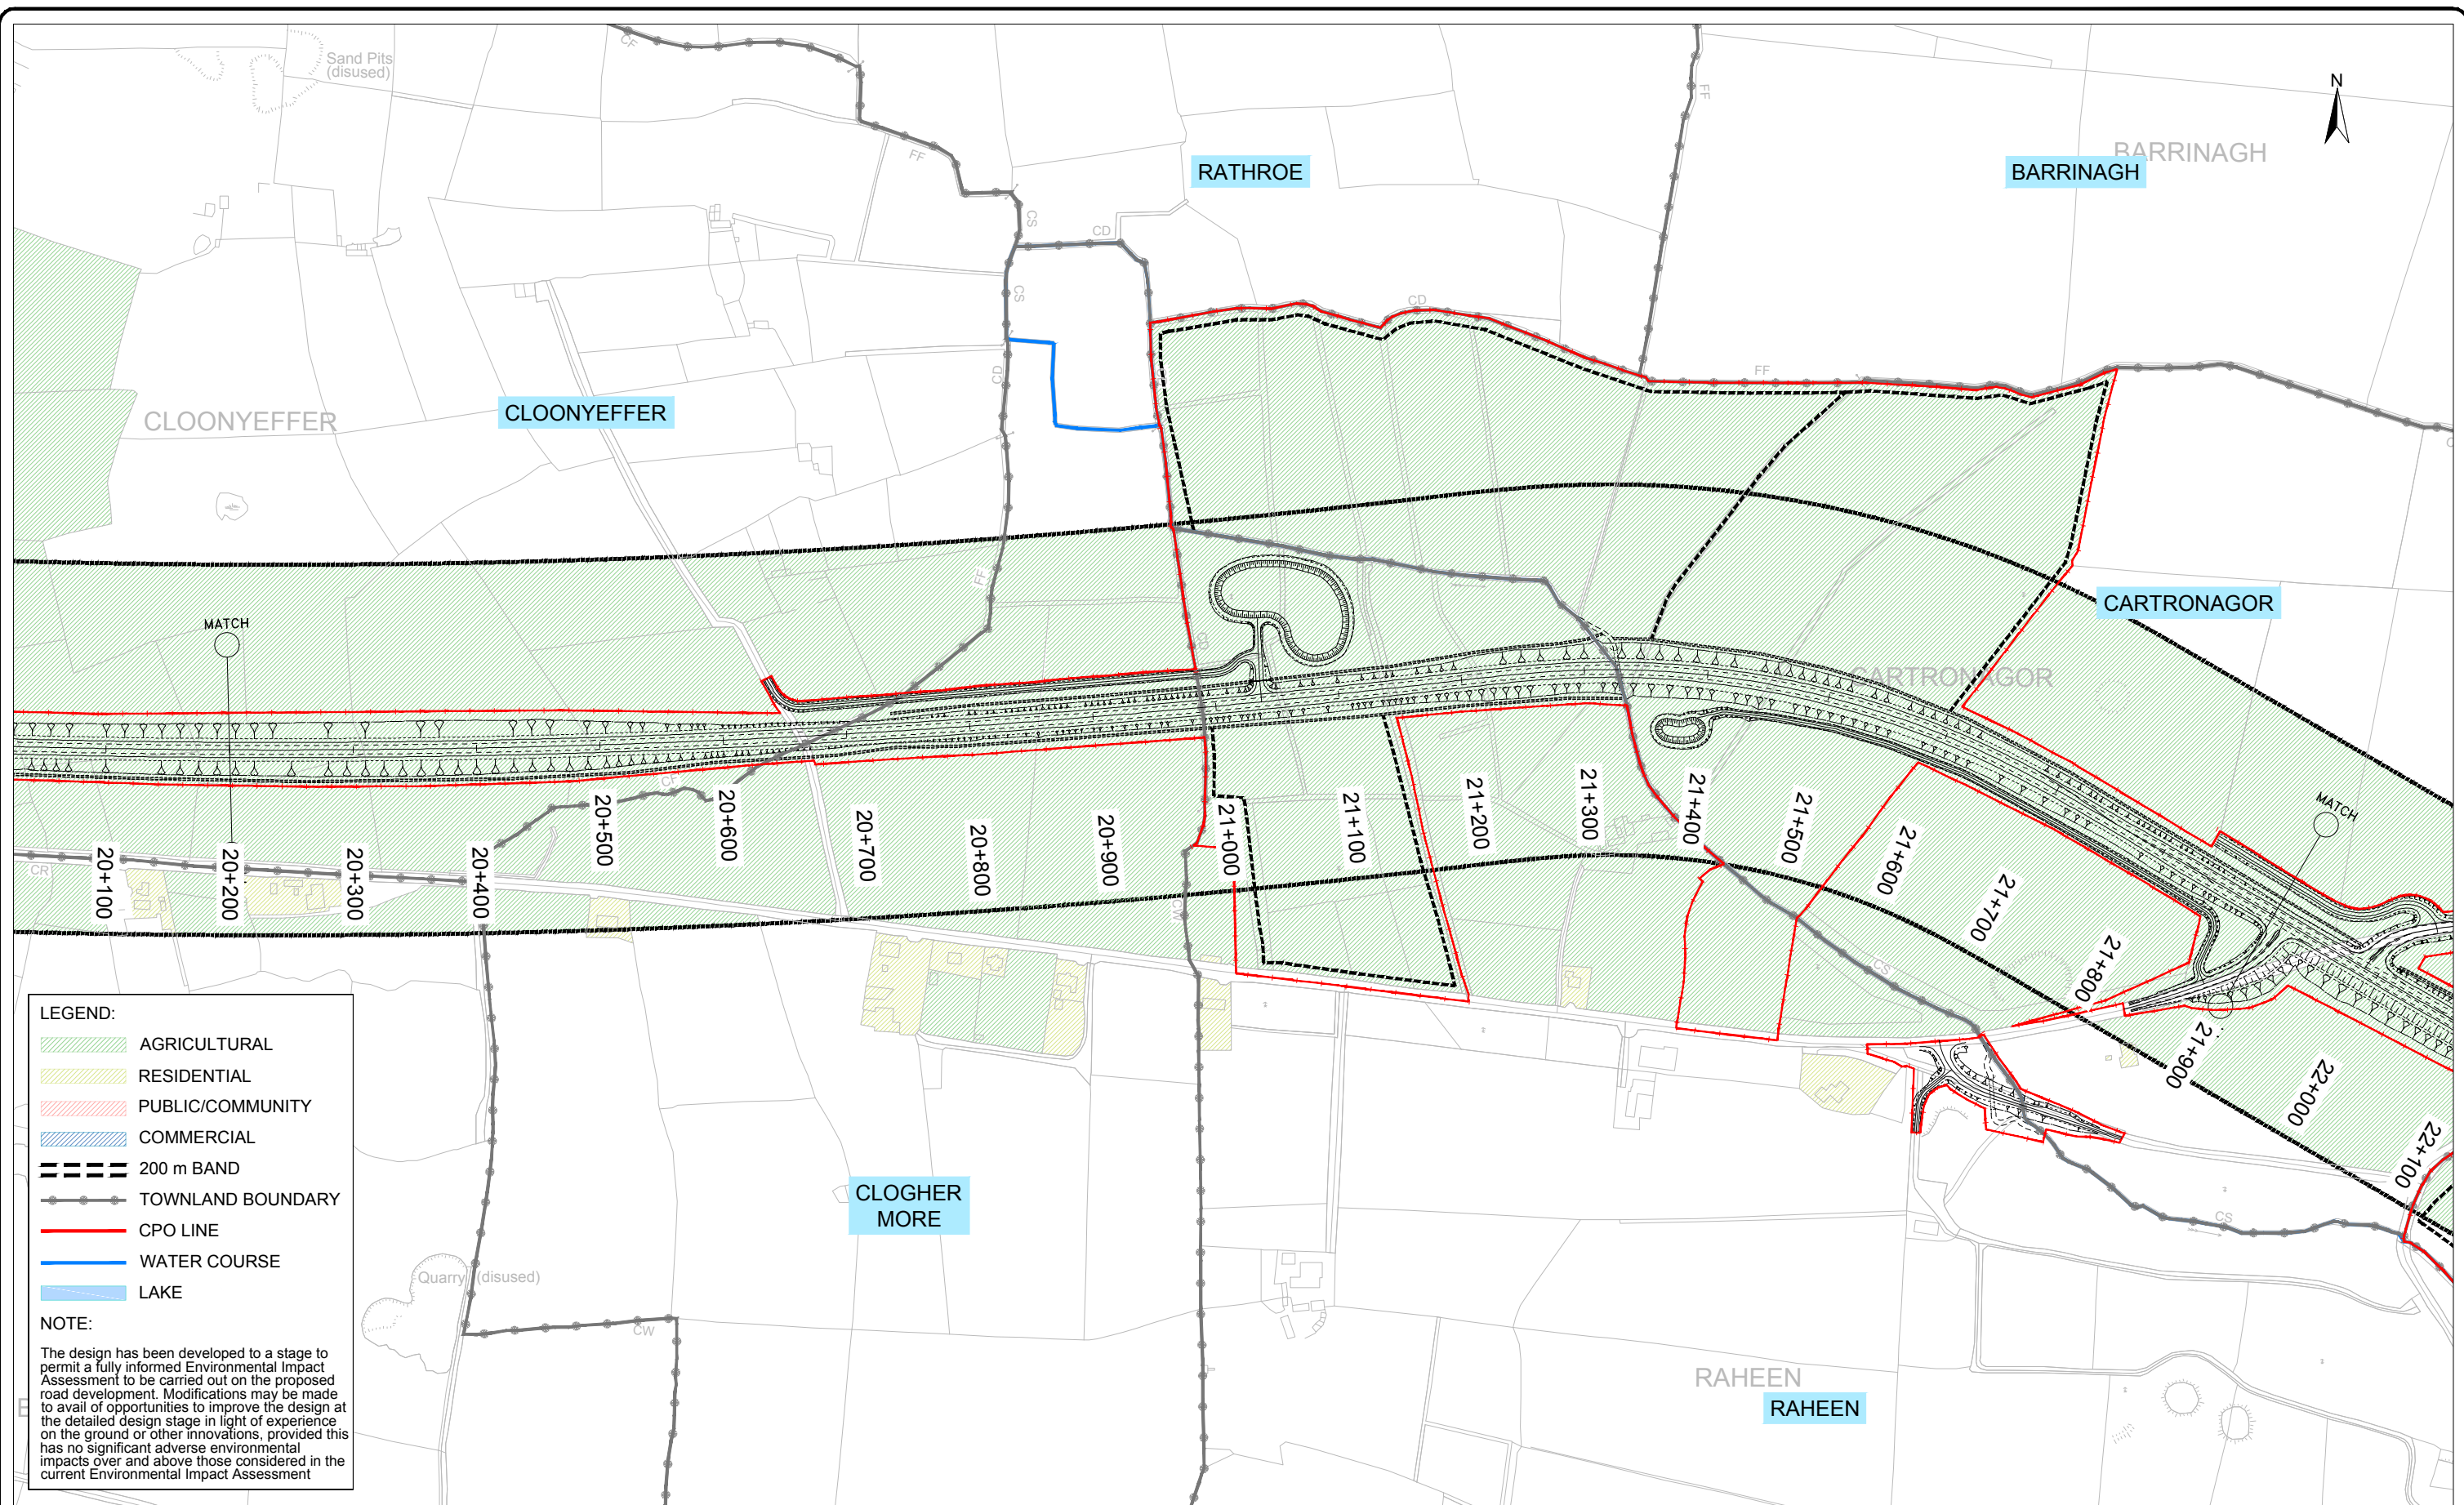 Sand Pits
(disused)
CF
FF
N
BARRINAGH
RATHROE
BARRINAGH
FF
CS
CD
CS
CD
CD
FF
CLOONYEFFER
CLOONYEFFER
FF
CARTRONAGOR
MATCH
CD
CARTRONAGOR
CF
MATCH
20+100
20+200
20+300
20+400
20+500
20+600
20+700
20+800
20+900
21+000
21+100
21+200
21+300
21+400
21+500
21+600
21+700
21+800
21+900
22+000
22+100
CR
CW
CS
CS
LEGEND:
AGRICULTURAL
RESIDENTIAL
PUBLIC/COMMUNITY
COMMERCIAL
200 m BAND
TOWNLAND BOUNDARY
CPO LINE
WATER COURSE
LAKE
NOTE:
The design has been developed to a stage to
permit a fully informed Environmental Impact
Assessment to be carried out on the proposed
road development. Modifications may be made
to avail of opportunities to improve the design at
the detailed design stage in light of experience
on the ground or other innovations, provided this
has no significant adverse environmental
impacts over and above those considered in the
current Environmental Impact Assessment
CLOGHER
MORE
Quarry (disused)
CW
RAHEEN
RAHEEN